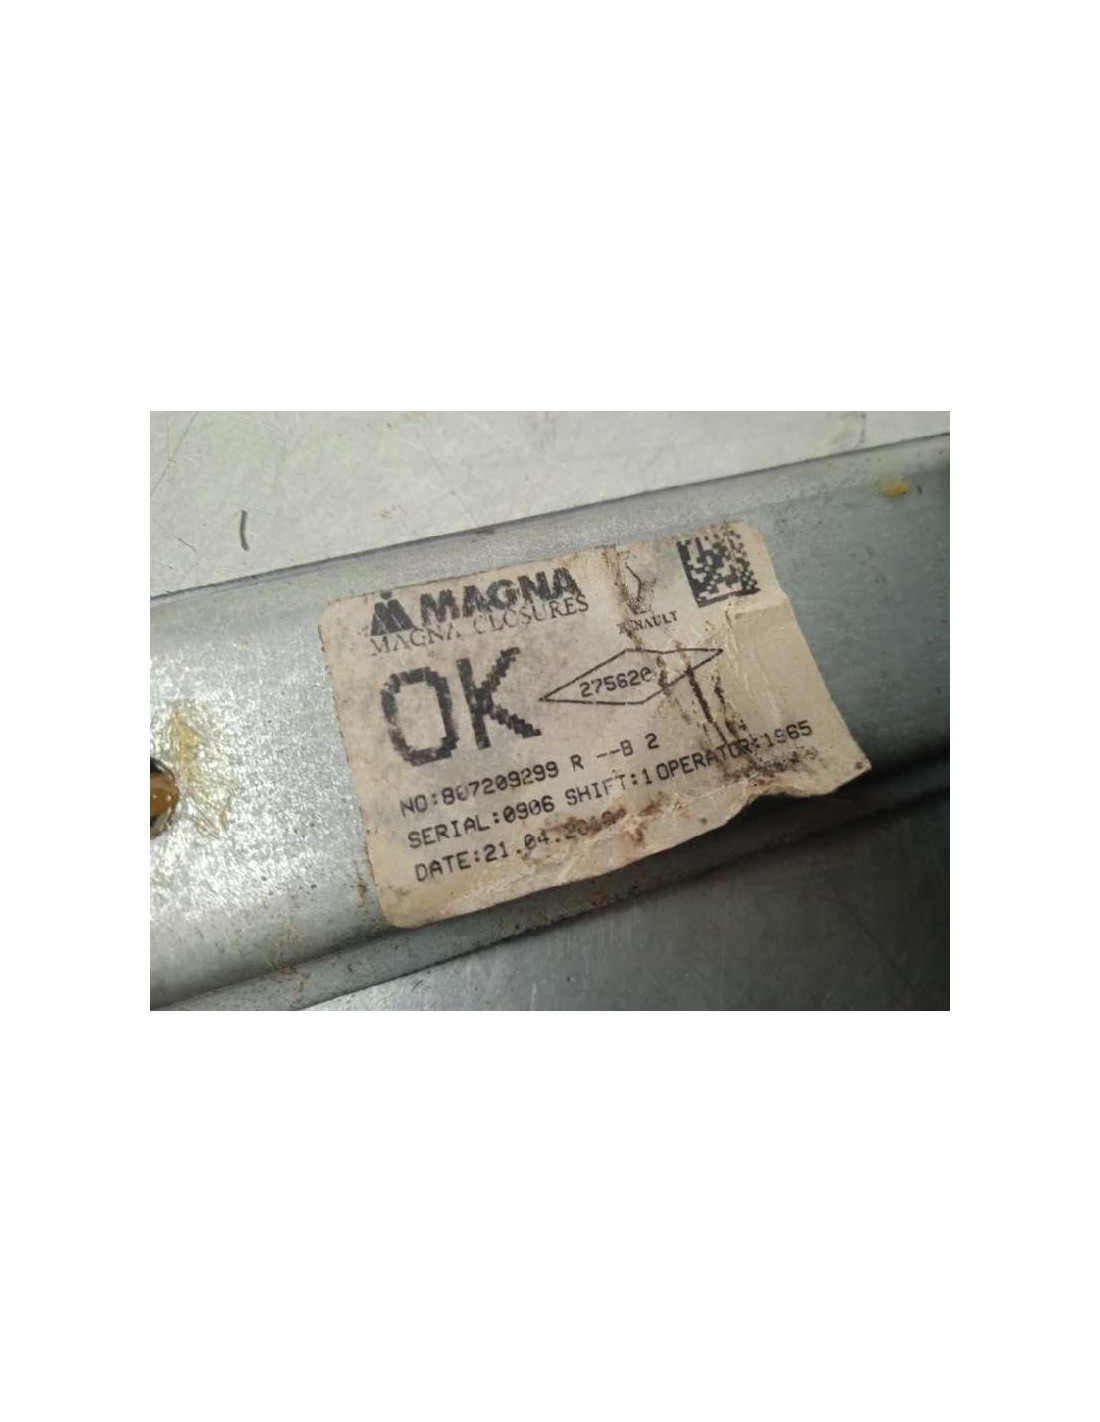 MAGNA
MAGNA CLOSURES
RENAULT
OK
275620
NO:807209299 R --B 2
SERIAL:0906 SHIFT:1 OPERATOR:1965
DATE:21.04.